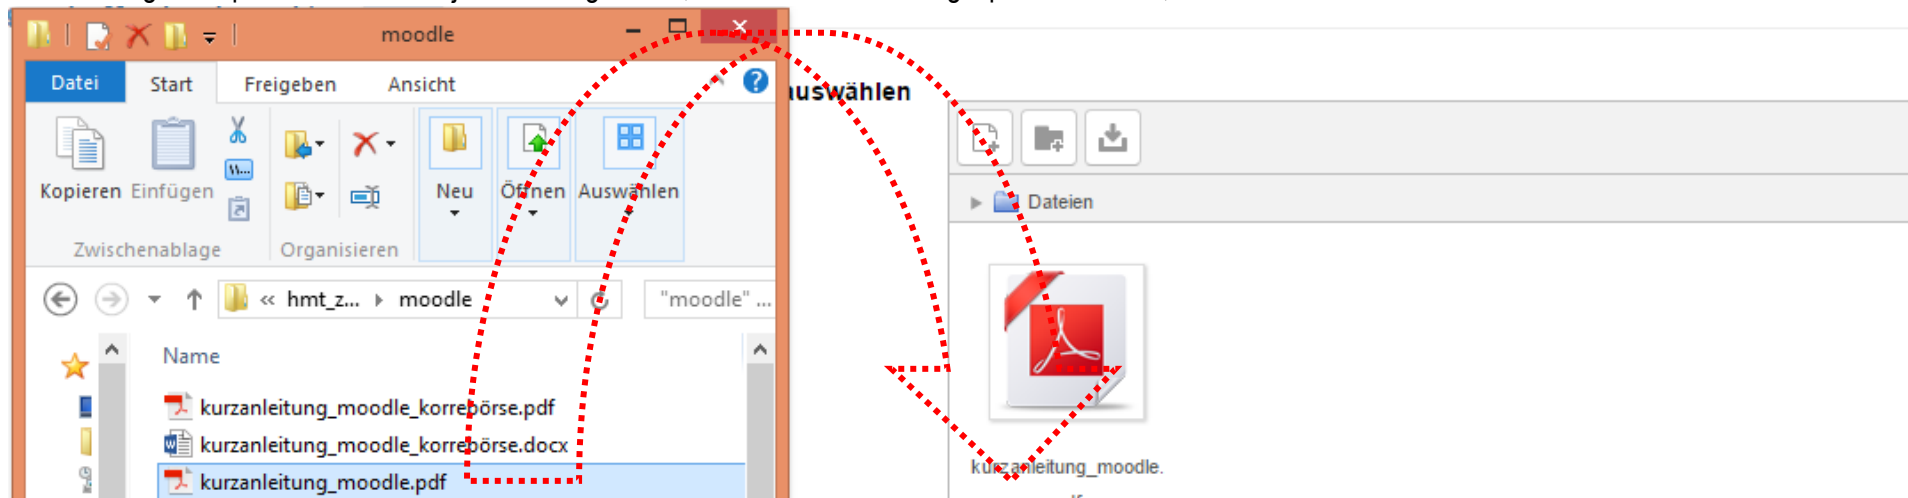 moodle
Datei Start Freigeben Ansicht
auswählen
Kopieren Einfügen
Neu Öffnen Auswählen
Zwischenablage Organisieren
Dateien
« hmt_z... moodle
"moodle" ...
Name
kurzanleitung_moodle_korrebörse.pdf
kurzanleitung_moodle_korrebörse.docx
kurzanleitung_moodle.pdf
kurzanleitung_moodle.